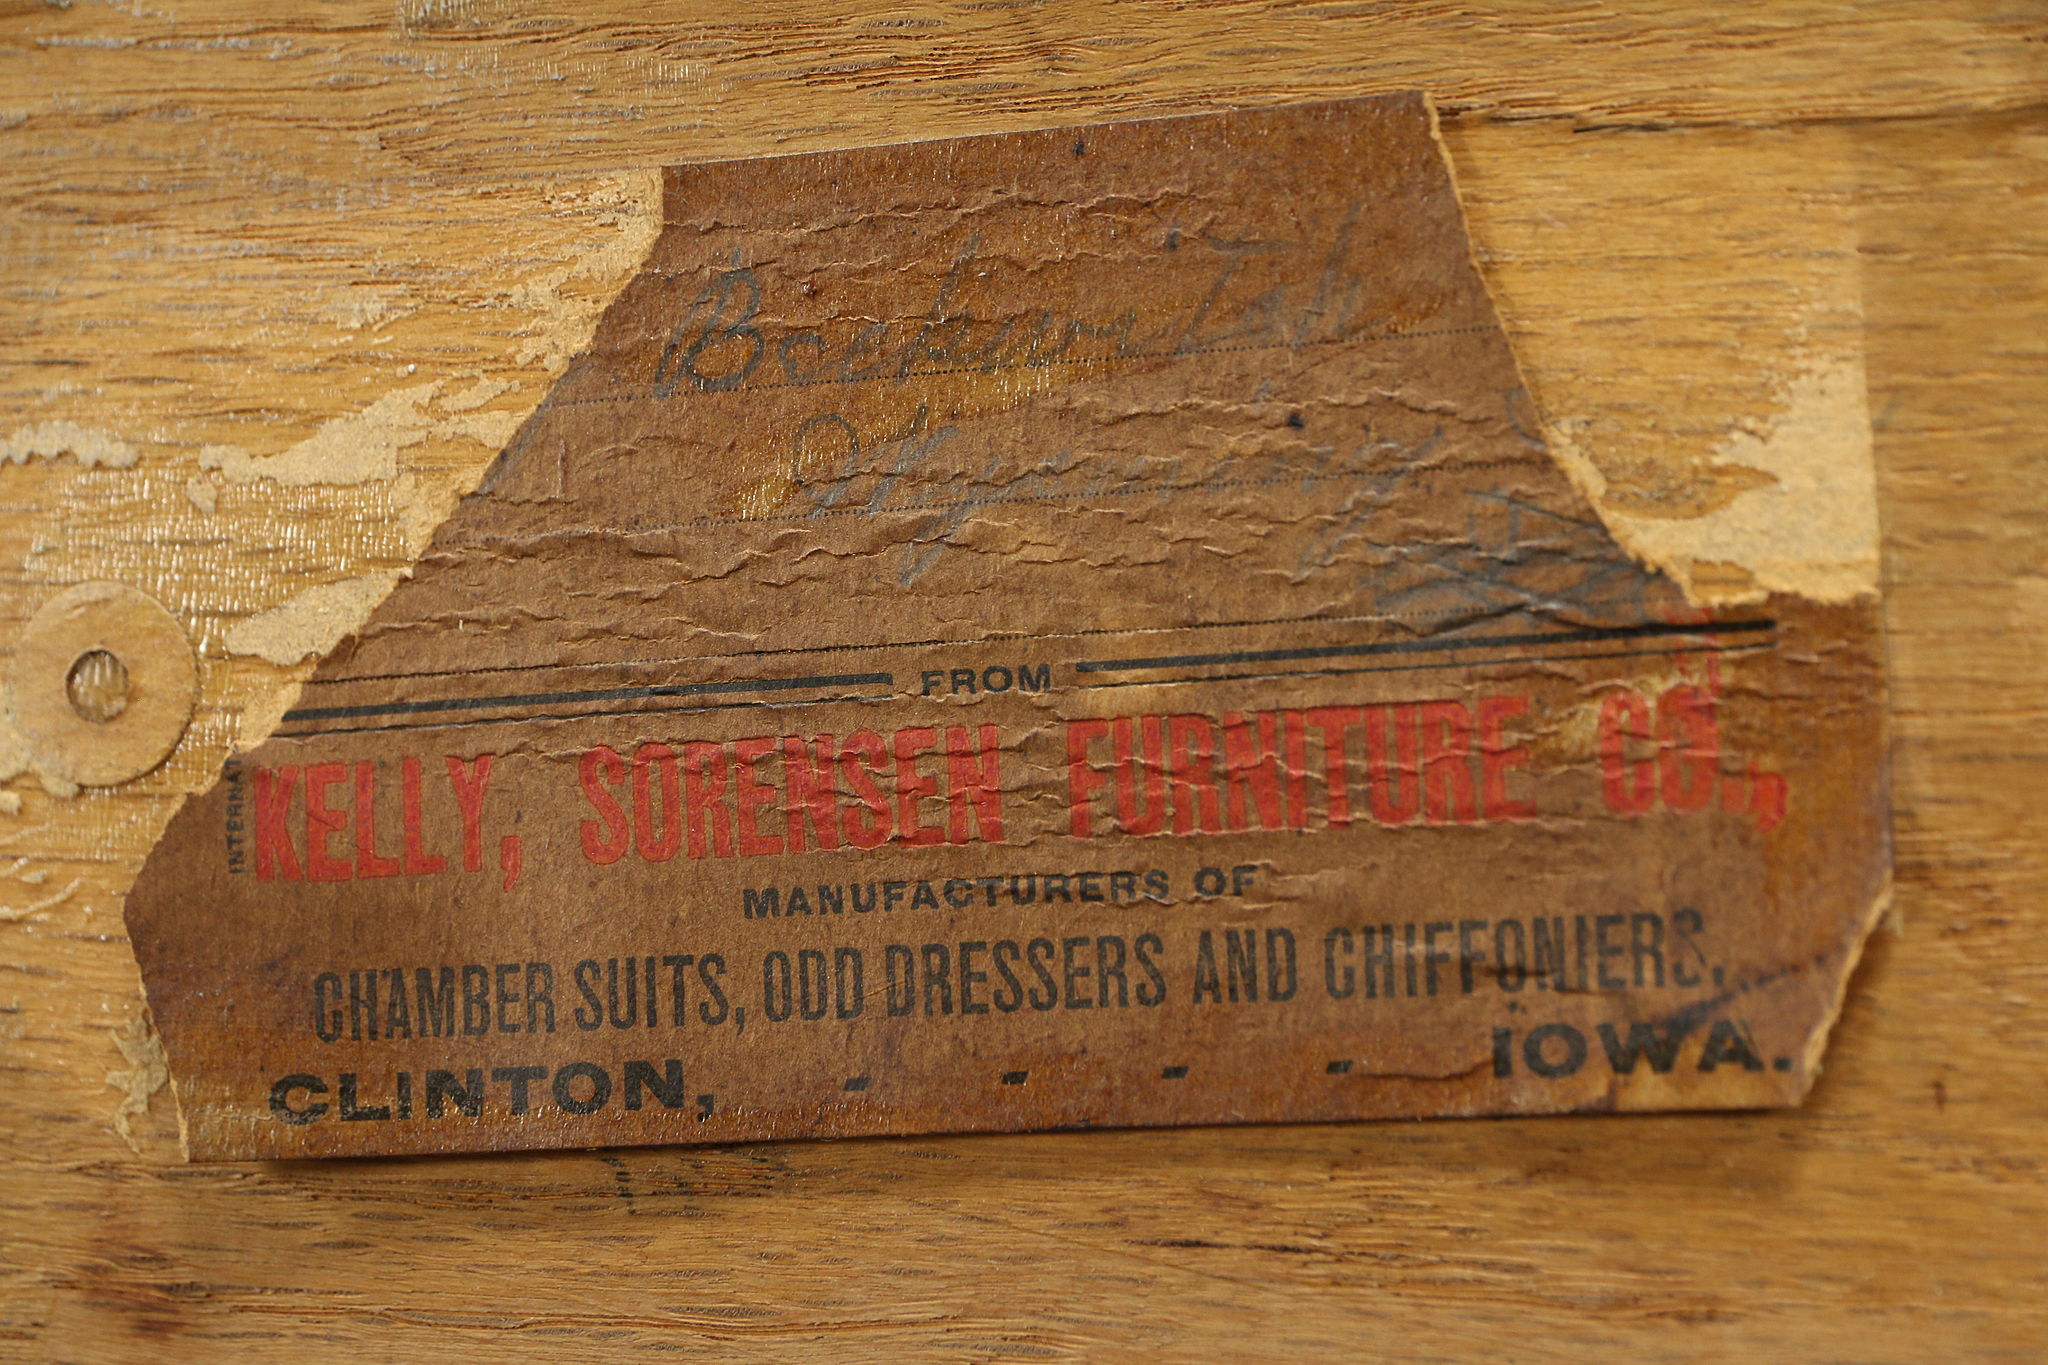 FROM
KELLY, SORENSEN FURNITURE CO.,
MANUFACTURERS OF
CHAMBER SUITS, ODD DRESSERS AND CHIFFONIERS.
CLINTON, - - - - IOWA.